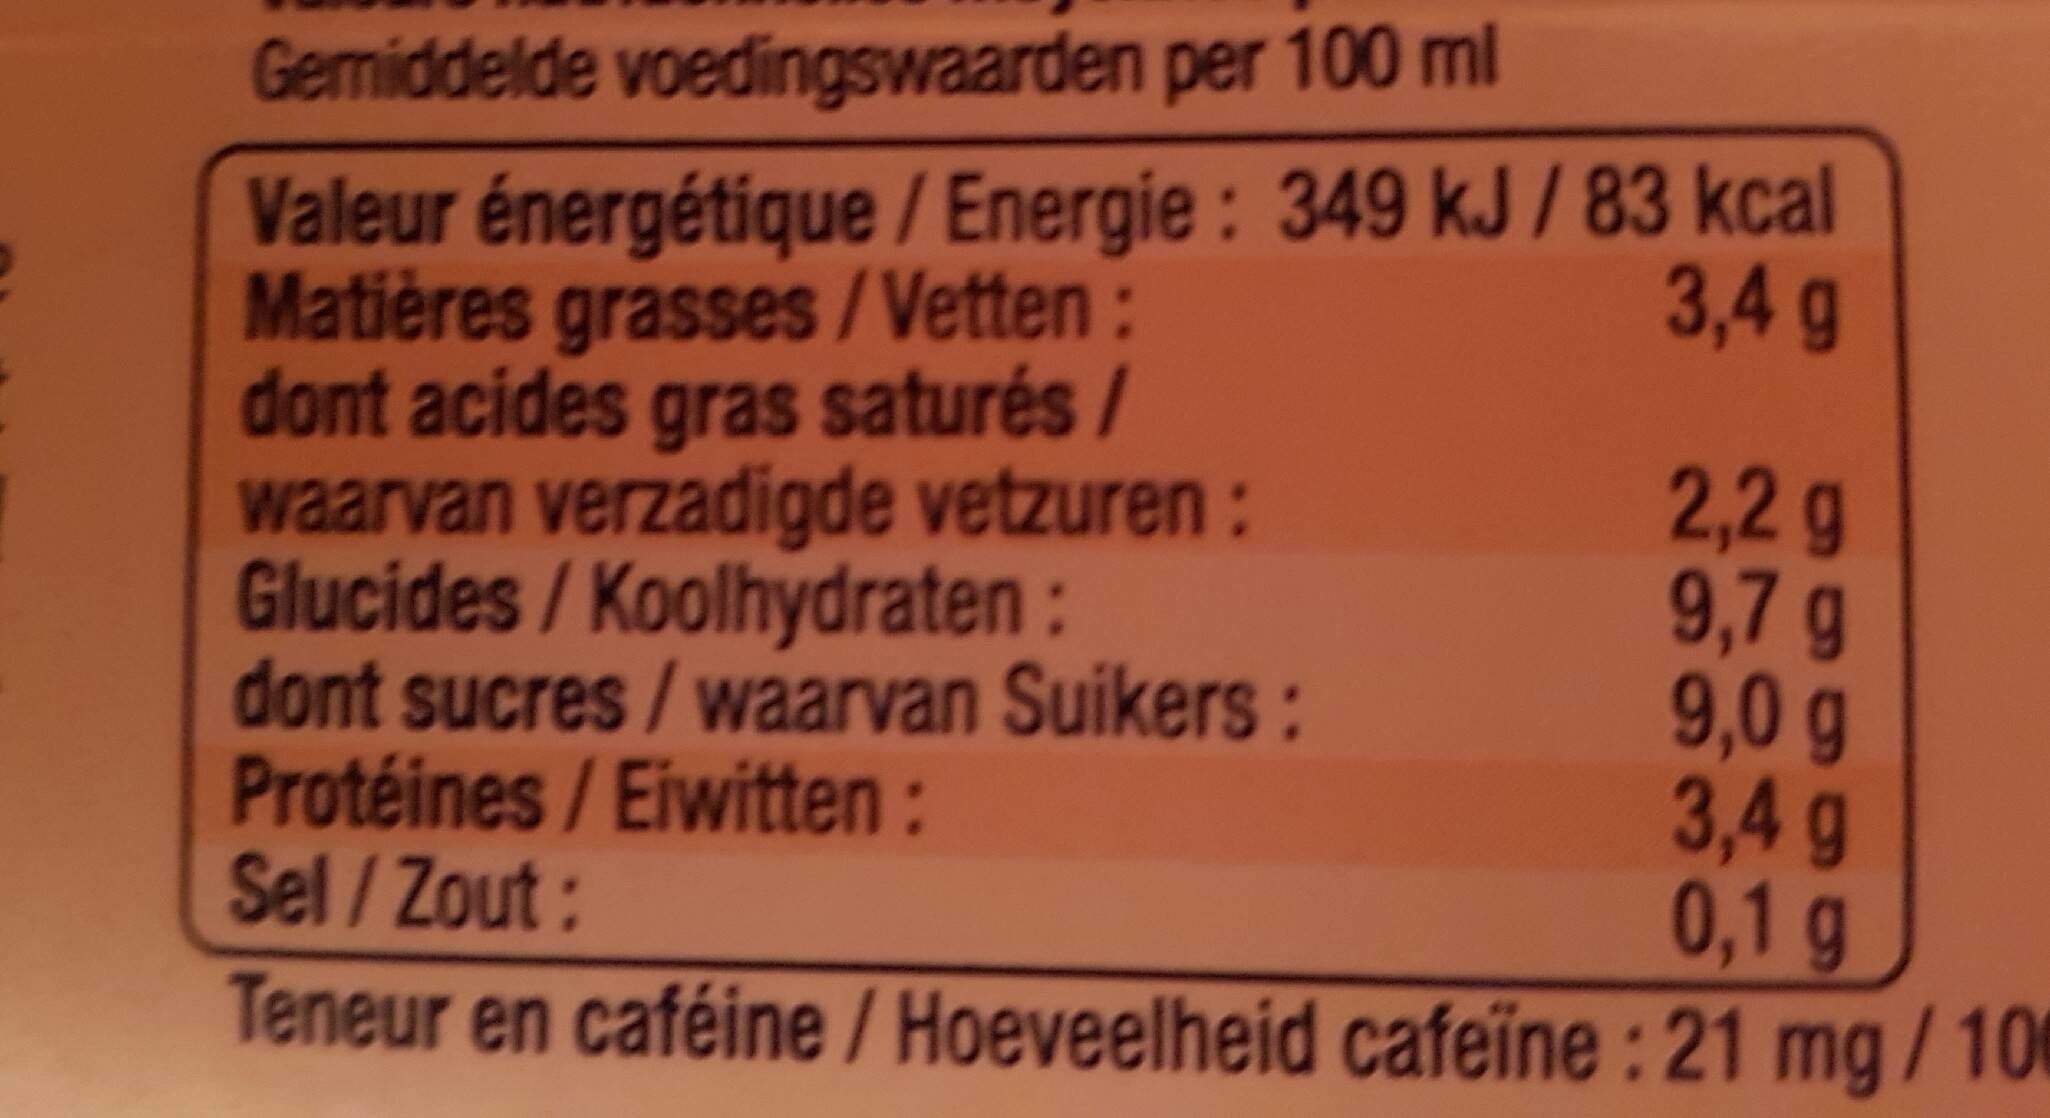 Gemiddelde voedingswaarden per 100 ml
Valeur énergétique / Energie : 349 kJ / 83 kcal
Matières grasses / Vetten : 3,4 g
dont acides gras saturés /
waarvan verzadigde vetzuren : 2,2 g
Glucides / Koolhydraten : 9,7 g
dont sucres / waarvan Suikers : 9,0 g
Protéines / Eiwitten : 3,4 g
Sel / Zout : 0,1 g
Teneur en caféine / Hoeveelheid cafeïne : 21 mg /